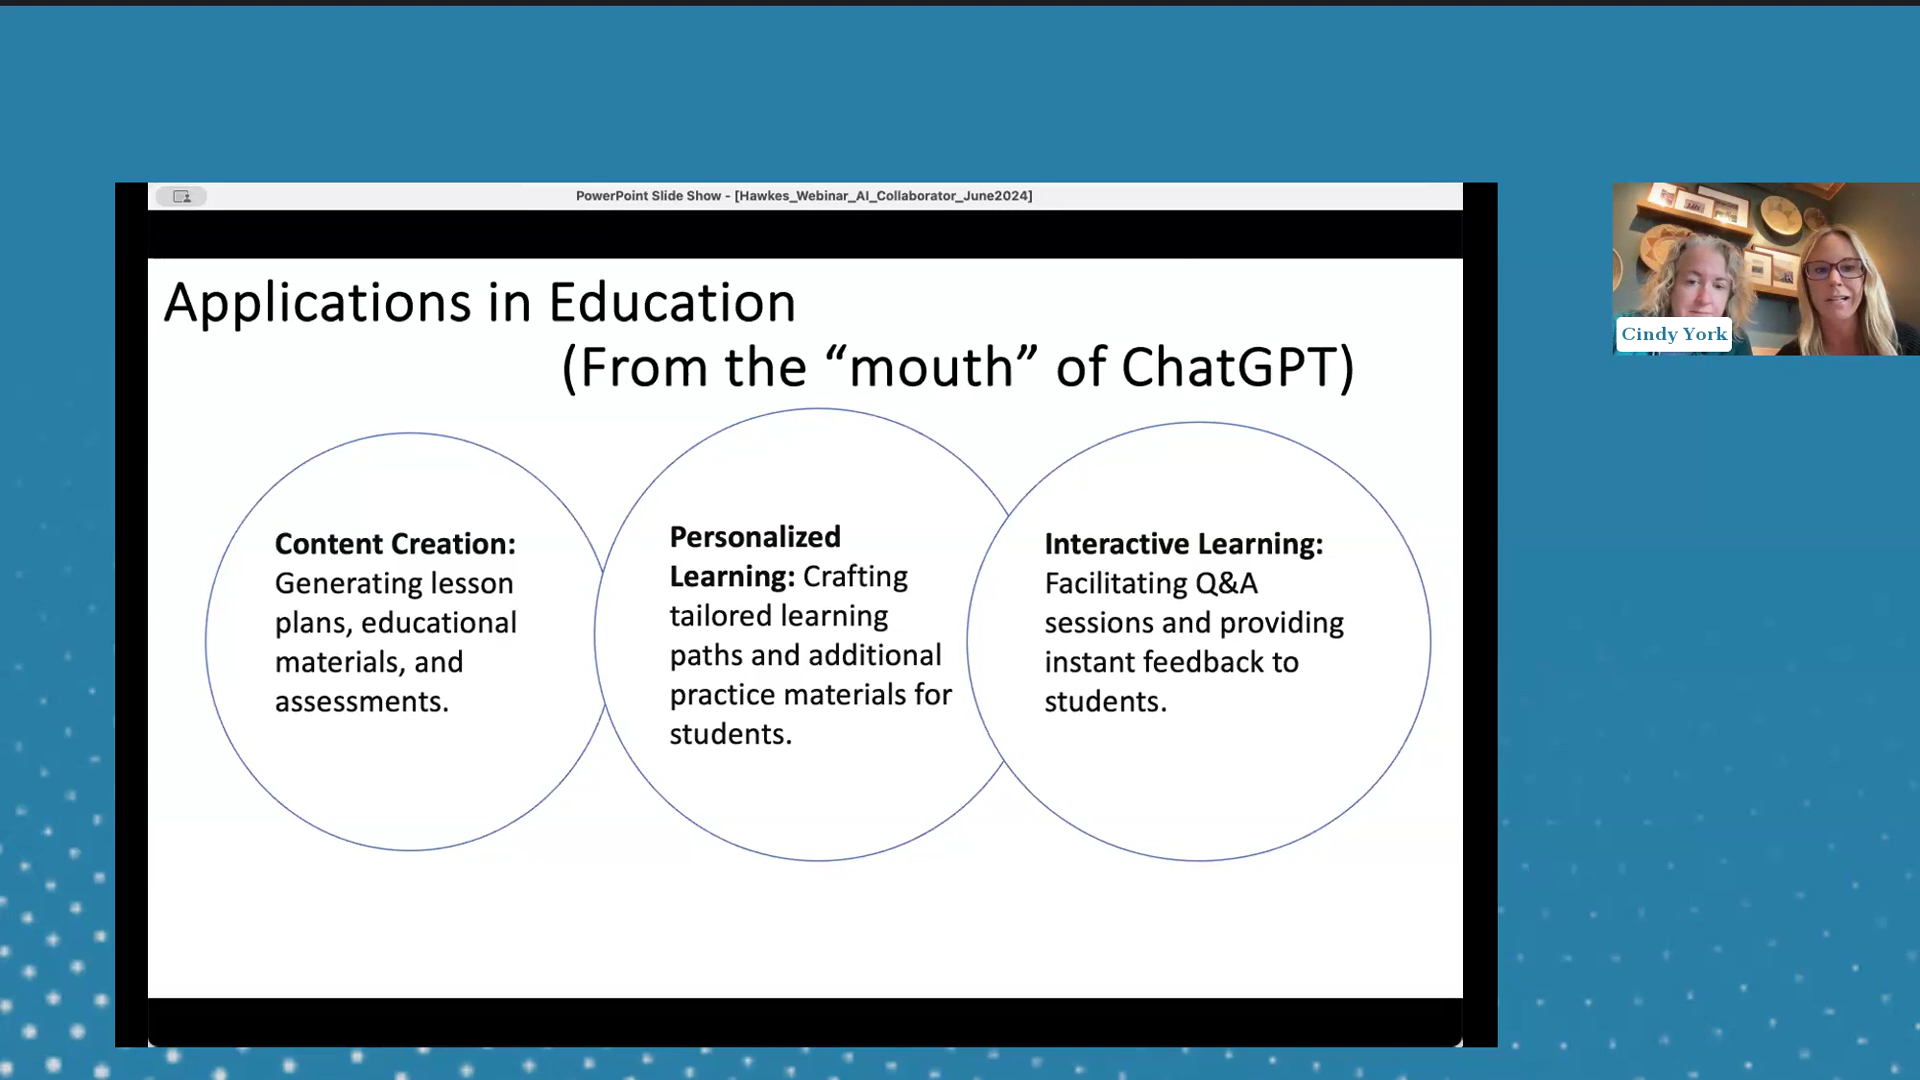 PowerPoint Slide Show - [Hawkes_Webinar_AI_Collaborator_June2024]
Applications in Education
(From the “mouth” of ChatGPT)
Content Creation:
Generating lesson
plans, educational
materials, and
assessments.
Personalized
Learning: Crafting
tailored learning
paths and additional
practice materials for
students.
Interactive Learning:
Facilitating Q&A
sessions and providing
instant feedback to
students.
Cindy York